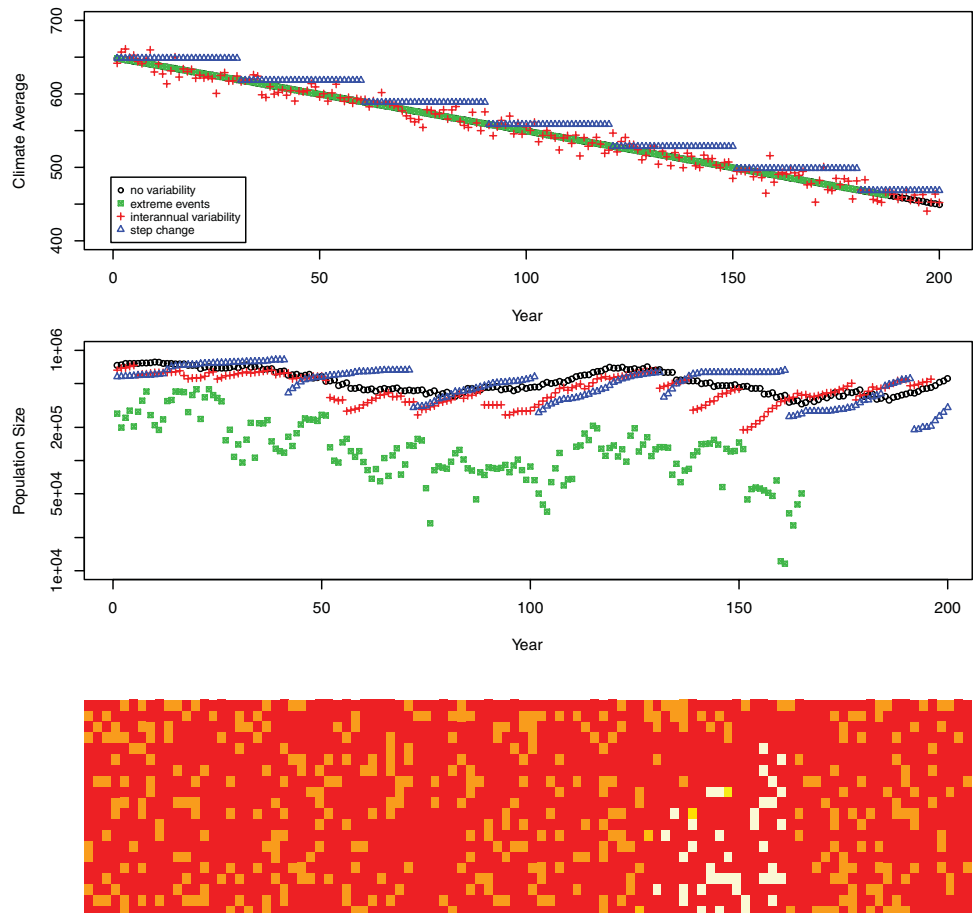 700
600
500
400
Climate Average
no variability
extreme events
interannual variability
step change
0 50 100 150 200
Year
1e+06
2e+05
5e+04
1e+04
Population Size
0 50 100 150 200
Year